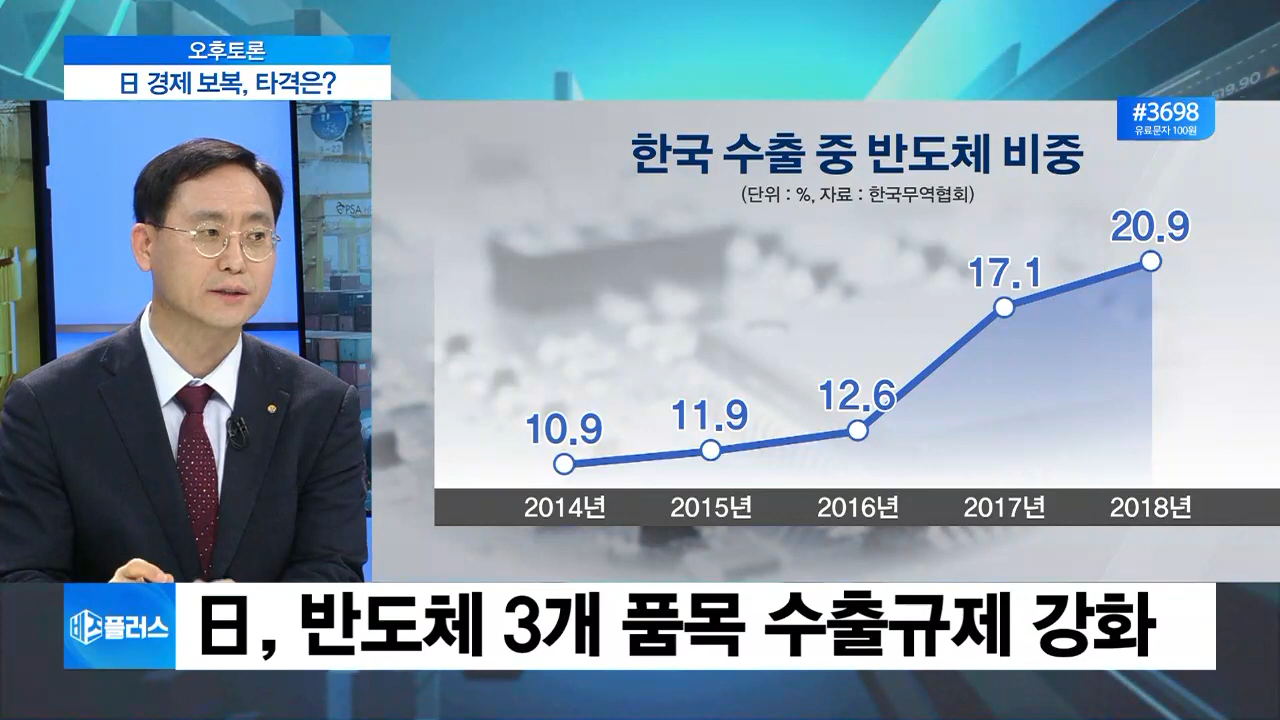 오후토론
日 경제 보복, 타격은?
#3698
유료문자 100원
한국 수출 중 반도체 비중
(단위 : %, 자료 : 한국무역협회)
10.9
11.9
12.6
17.1
20.9
2014년
2015년
2016년
2017년
2018년
PSA
519.90
비즈플러스
日, 반도체 3개 품목 수출규제 강화